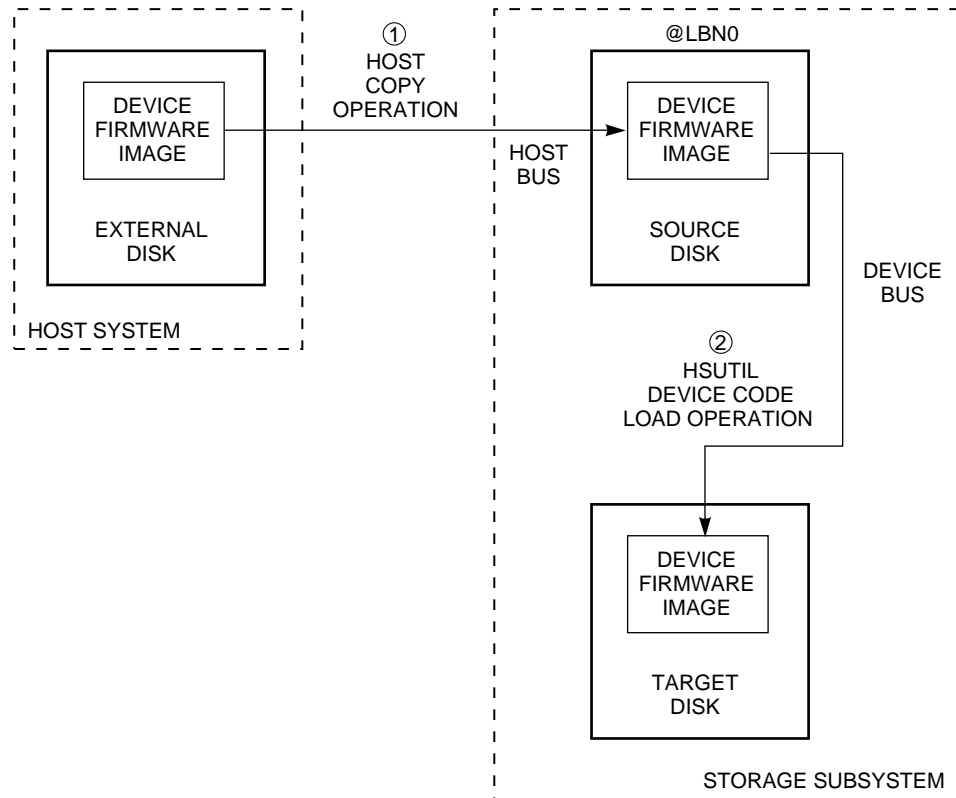 ①
HOST
COPY
OPERATION
DEVICE
FIRMWARE
IMAGE
EXTERNAL
DISK
HOST SYSTEM
HOST
BUS
@LBN0
DEVICE
FIRMWARE
IMAGE
SOURCE
DISK
DEVICE
BUS
②
HSUTIL
DEVICE CODE
LOAD OPERATION
DEVICE
FIRMWARE
IMAGE
TARGET
DISK
STORAGE SUBSYSTEM